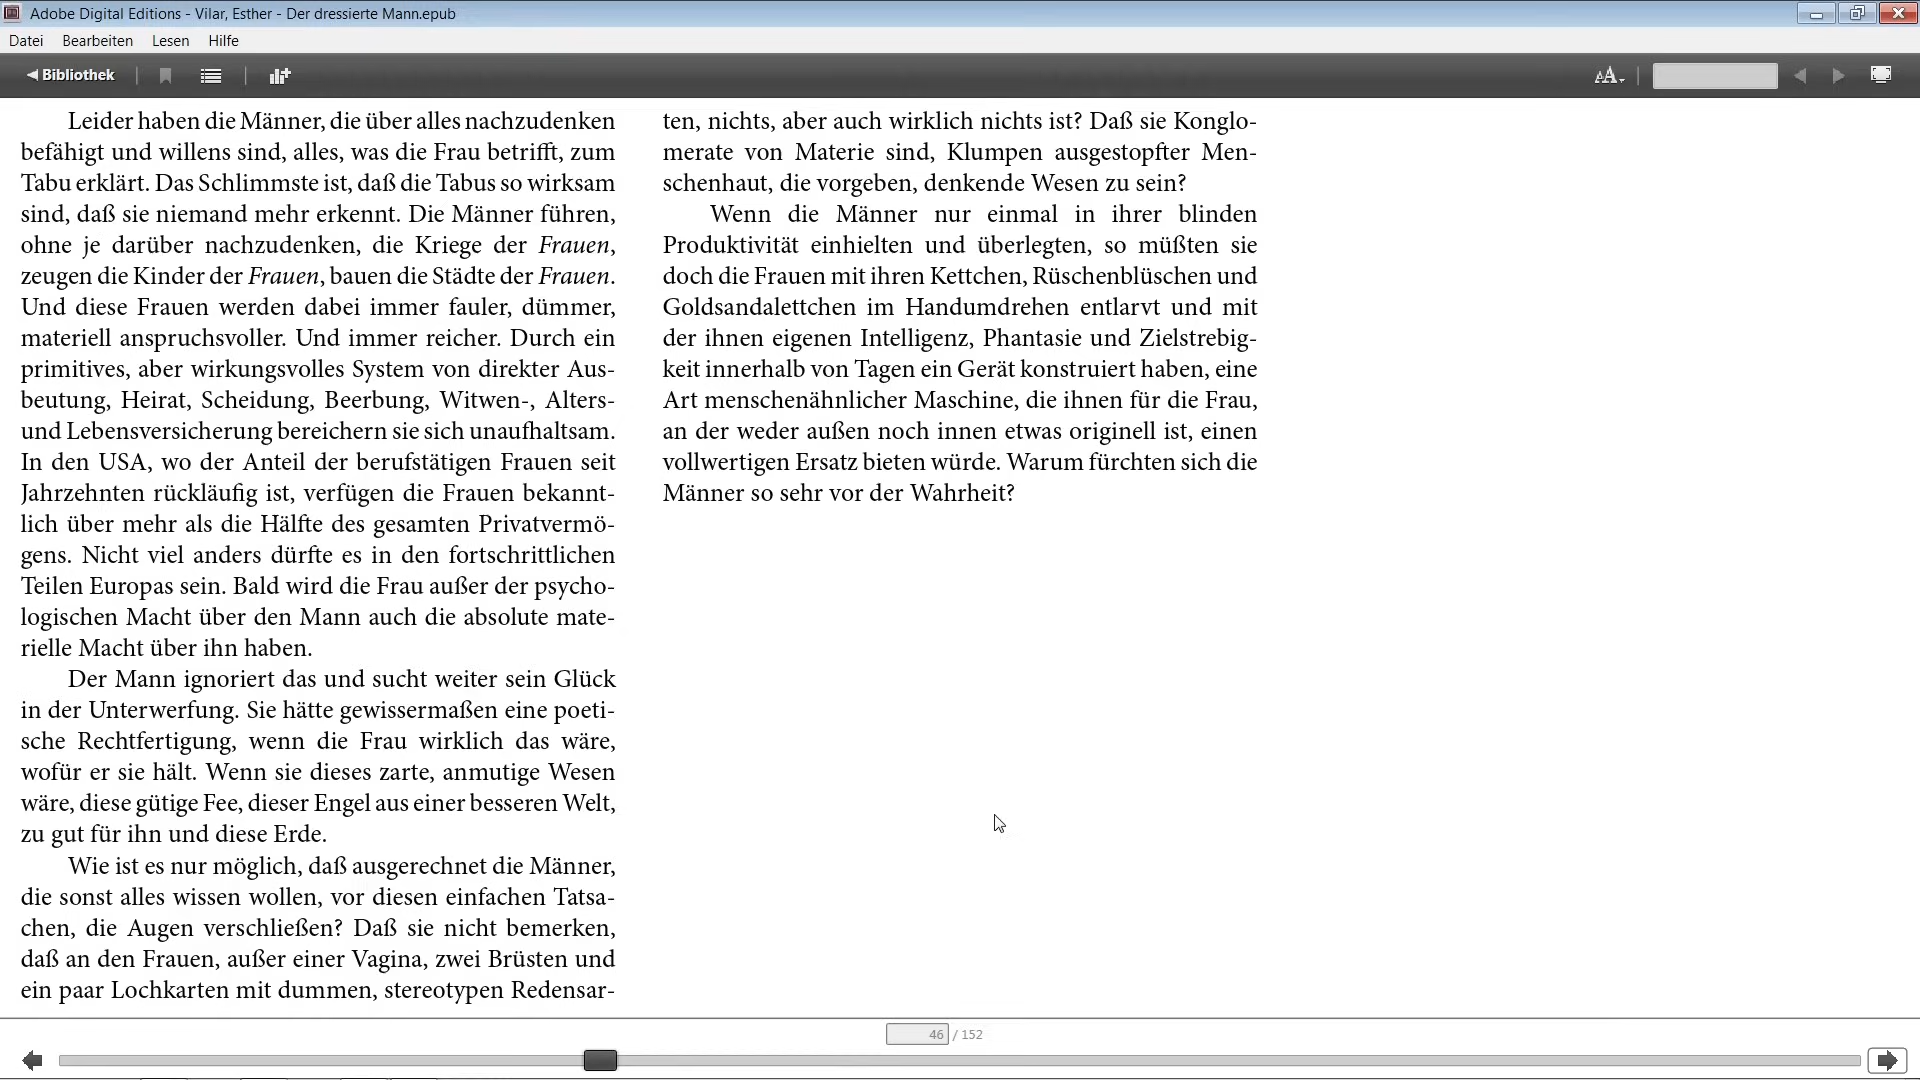 Adobe Digital Editions - Vilar, Esther - Der dressierte Mann.epub
Datei Bearbeiten Lesen Hilfe
Bibliothek
AA
Leider haben die Männer, die über alles nachzudenken
befähigt und willens sind, alles, was die Frau betrifft, zum
Tabu erklärt. Das Schlimmste ist, daß die Tabus so wirksam
sind, daß sie niemand mehr erkennt. Die Männer führen,
ohne je darüber nachzudenken, die Kriege der Frauen,
zeugen die Kinder der Frauen, bauen die Städte der Frauen.
Und diese Frauen werden dabei immer fauler, dümmer,
materiell anspruchsvoller. Und immer reicher. Durch ein
primitives, aber wirkungsvolles System von direkter Aus-
beutung, Heirat, Scheidung, Beerbung, Witwen-, Alters-
und Lebensversicherung bereichern sie sich unaufhaltsam.
In den USA, wo der Anteil der berufstätigen Frauen seit
Jahrzehnten rückläufig ist, verfügen die Frauen bekannt-
lich über mehr als die Hälfte des gesamten Privatvermö-
gens. Nicht viel anders dürfte es in den fortschrittlichen
Teilen Europas sein. Bald wird die Frau außer der psycho-
logischen Macht über den Mann auch die absolute mate-
rielle Macht über ihn haben.
Der Mann ignoriert das und sucht weiter sein Glück
in der Unterwerfung. Sie hätte gewissermaßen eine poeti-
sche Rechtfertigung, wenn die Frau wirklich das wäre,
wofür er sie hält. Wenn sie dieses zarte, anmutige Wesen
wäre, diese gütige Fee, dieser Engel aus einer besseren Welt,
zu gut für ihn und diese Erde.
Wie ist es nur möglich, daß ausgerechnet die Männer,
die sonst alles wissen wollen, vor diesen einfachen Tatsa-
chen, die Augen verschließen? Daß sie nicht bemerken,
daß an den Frauen, außer einer Vagina, zwei Brüsten und
ein paar Lochkarten mit dummen, stereotypen Redensar-
ten, nichts, aber auch wirklich nichts ist? Daß sie Konglo-
merate von Materie sind, Klumpen ausgestopfter Men-
schenhaut, die vorgeben, denkende Wesen zu sein?
Wenn die Männer nur einmal in ihrer blinden
Produktivität einhielten und überlegten, so müßten sie
doch die Frauen mit ihren Kettchen, Rüschenblüschen und
Goldsandalettchen im Handumdrehen entlarvt und mit
der ihnen eigenen Intelligenz, Phantasie und Zielstrebig-
keit innerhalb von Tagen ein Gerät konstruiert haben, eine
Art menschenähnlicher Maschine, die ihnen für die Frau,
an der weder außen noch innen etwas originell ist, einen
vollwertigen Ersatz bieten würde. Warum fürchten sich die
Männer so sehr vor der Wahrheit?
46 / 152